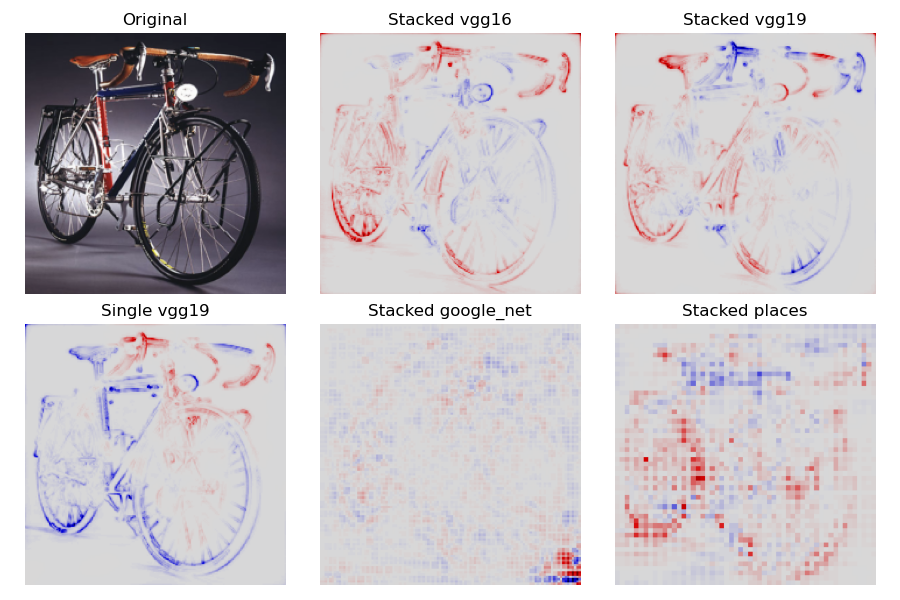 Original
Stacked vgg16
Stacked vgg19
Single vgg19
Stacked google_net
Stacked places